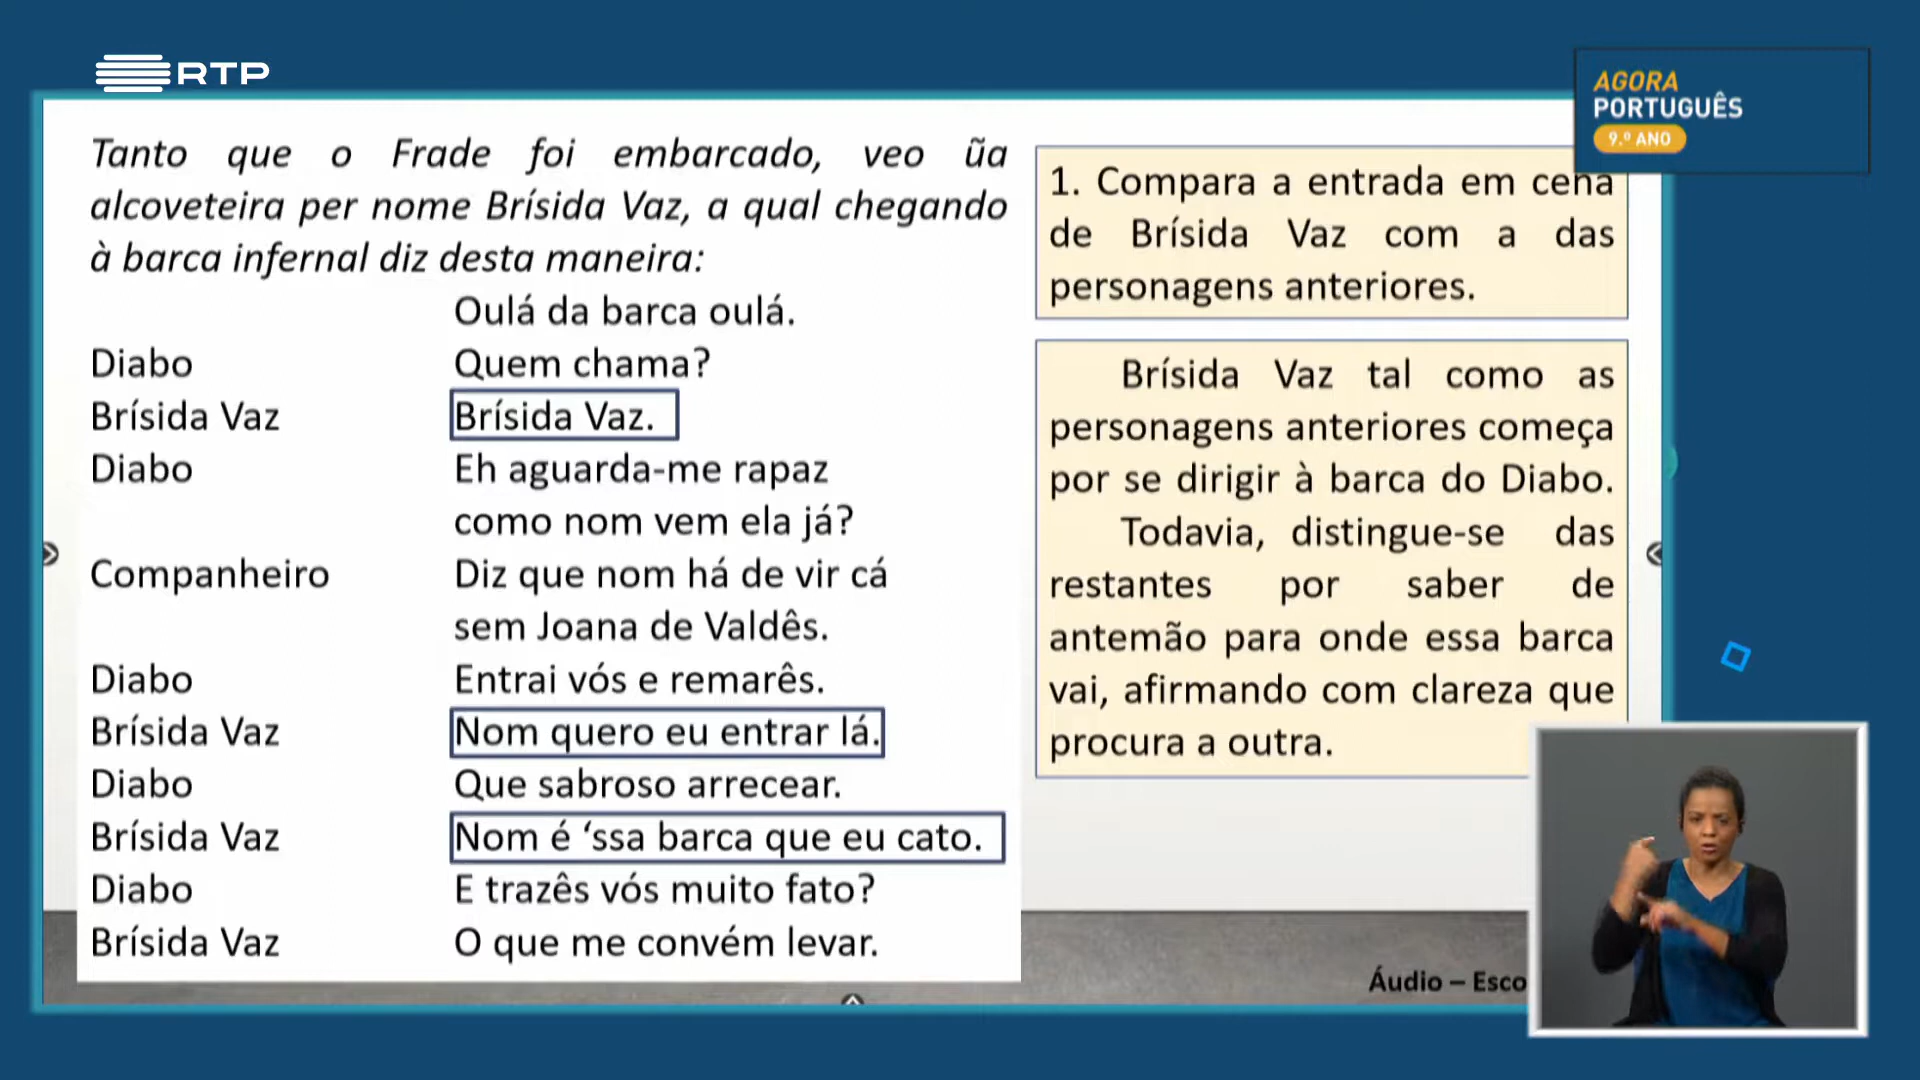 RTP
AGORA
PORTUGUÊS
9.º ANO
Tanto que o Frade foi embarcado, veo ũa
alcoveteira per nome Brísida Vaz, a qual chegando
à barca infernal diz desta maneira:
Oulá da barca oulá.
Diabo Quem chama?
Brísida Vaz Brísida Vaz.
Diabo Eh aguarda-me rapaz
como nom vem ela já?
Companheiro Diz que nom há de vir cá
sem Joana de Valdês.
Diabo Entrai vós e remarês.
Brísida Vaz Nom quero eu entrar lá.
Diabo Que sabroso arrecear.
Brísida Vaz Nom é ‘ssa barca que eu cato.
Diabo E trazês vós muito fato?
Brísida Vaz O que me convém levar.
1. Compara a entrada em cena
de Brísida Vaz com a das
personagens anteriores.
Brísida Vaz tal como as
personagens anteriores começa
por se dirigir à barca do Diabo.
Todavia, distingue-se das
restantes por saber de
antemão para onde essa barca
vai, afirmando com clareza que
procura a outra.
Áudio – Esco